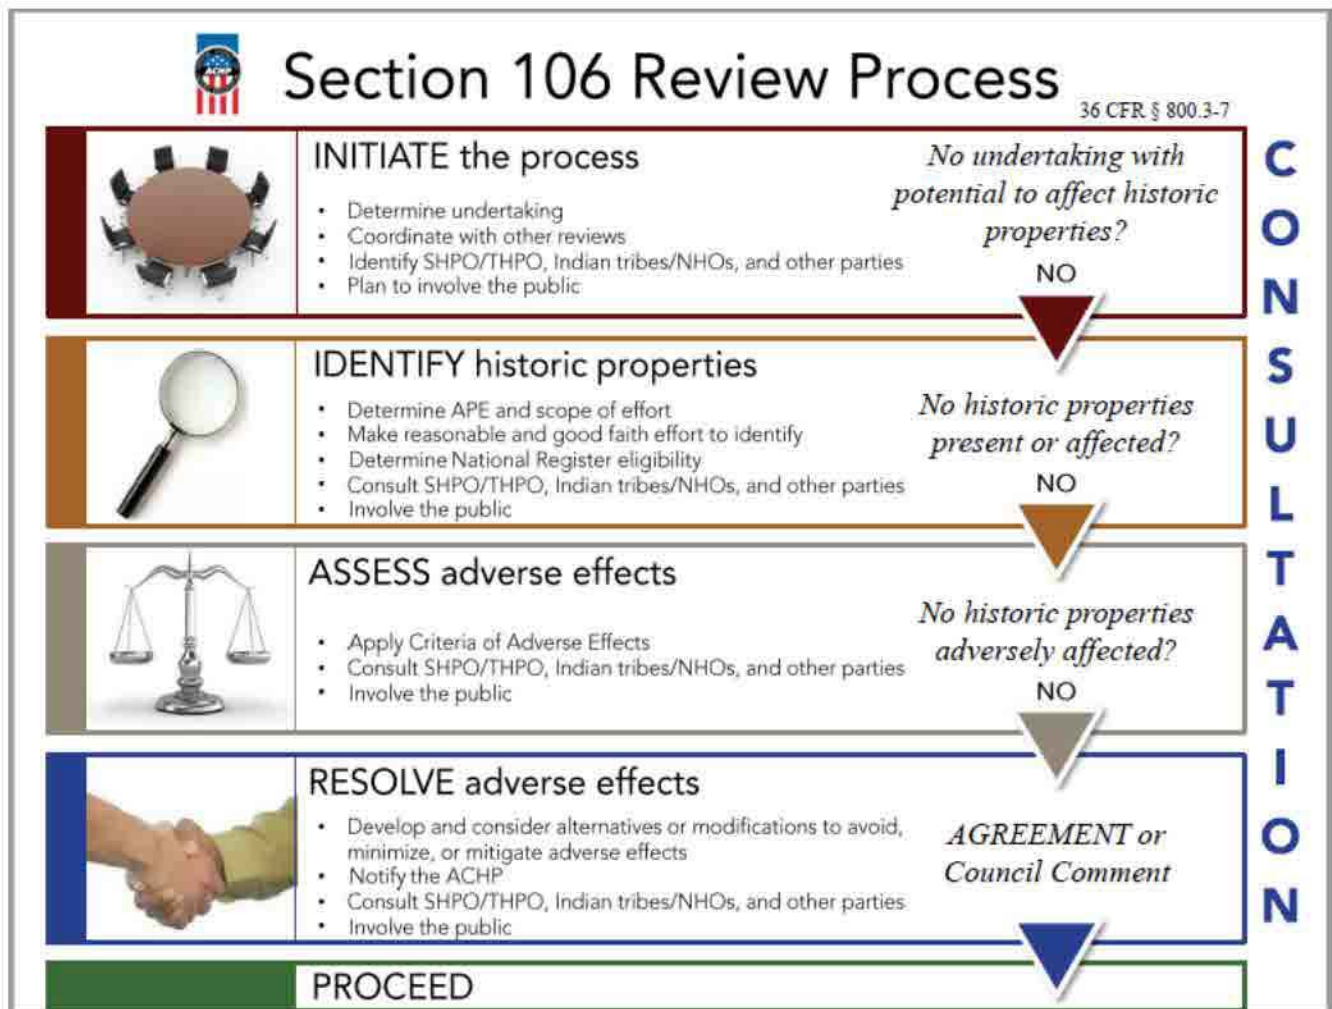 ACHP
Section 106 Review Process
36 CFR § 800.3-7
INITIATE the process
• Determine undertaking
• Coordinate with other reviews
• Identify SHPO/THPO, Indian tribes/NHOs, and other parties
• Plan to involve the public
No undertaking with
potential to affect historic
properties?
NO
IDENTIFY historic properties
• Determine APE and scope of effort
• Make reasonable and good faith effort to identify
• Determine National Register eligibility
• Consult SHPO/THPO, Indian tribes/NHOs, and other parties
• Involve the public
No historic properties
present or affected?
NO
ASSESS adverse effects
• Apply Criteria of Adverse Effects
• Consult SHPO/THPO, Indian tribes/NHOs, and other parties
• Involve the public
No historic properties
adversely affected?
NO
RESOLVE adverse effects
• Develop and consider alternatives or modifications to avoid,
minimize, or mitigate adverse effects
• Notify the ACHP
• Consult SHPO/THPO, Indian tribes/NHOs, and other parties
• Involve the public
AGREEMENT or
Council Comment
PROCEED
CONSULTATION